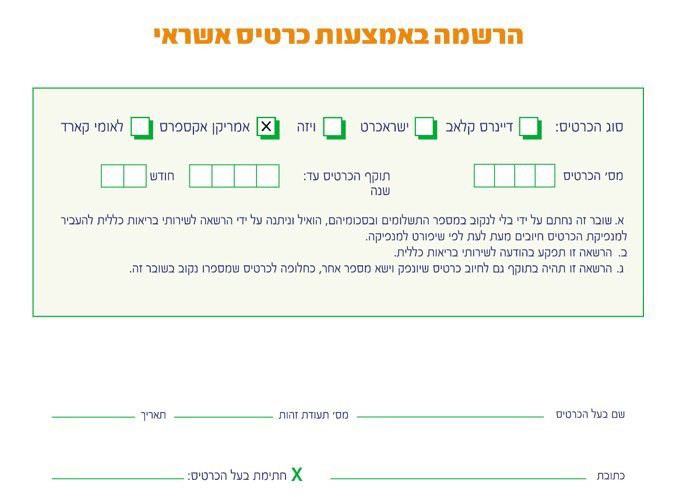 הרשמה באמצעות כרטיס אשראי
סוג הכרטיס: דיינרס קלאב ישראכרט ויזה X אמריקן אקספרס לאומי קארד
מס׳ הכרטיס תוקף הכרטיס עד: חודש
שנה
א. שובר זה נחתם על ידי בלי לנקוב במספר התשלומים ובסכומיהם, הואיל וניתנה על ידי הרשאה לשירותי בריאות כללית להעביר
למנפיקת הכרטיס חיובים מעת לעת לפי שיפורט למנפיקה.
ב. הרשאה זו תפקע בהודעה לשירותי בריאות כללית.
ג. הרשאה זו תהיה בתוקף גם לחיוב כרטיס שיונפק וישא מספר אחר, כחלופה לכרטיס שמספרו נקוב בשובר זה.
שם בעל הכרטיס מס׳ תעודת זהות תאריך
כתובת X חתימת בעל הכרטיס: